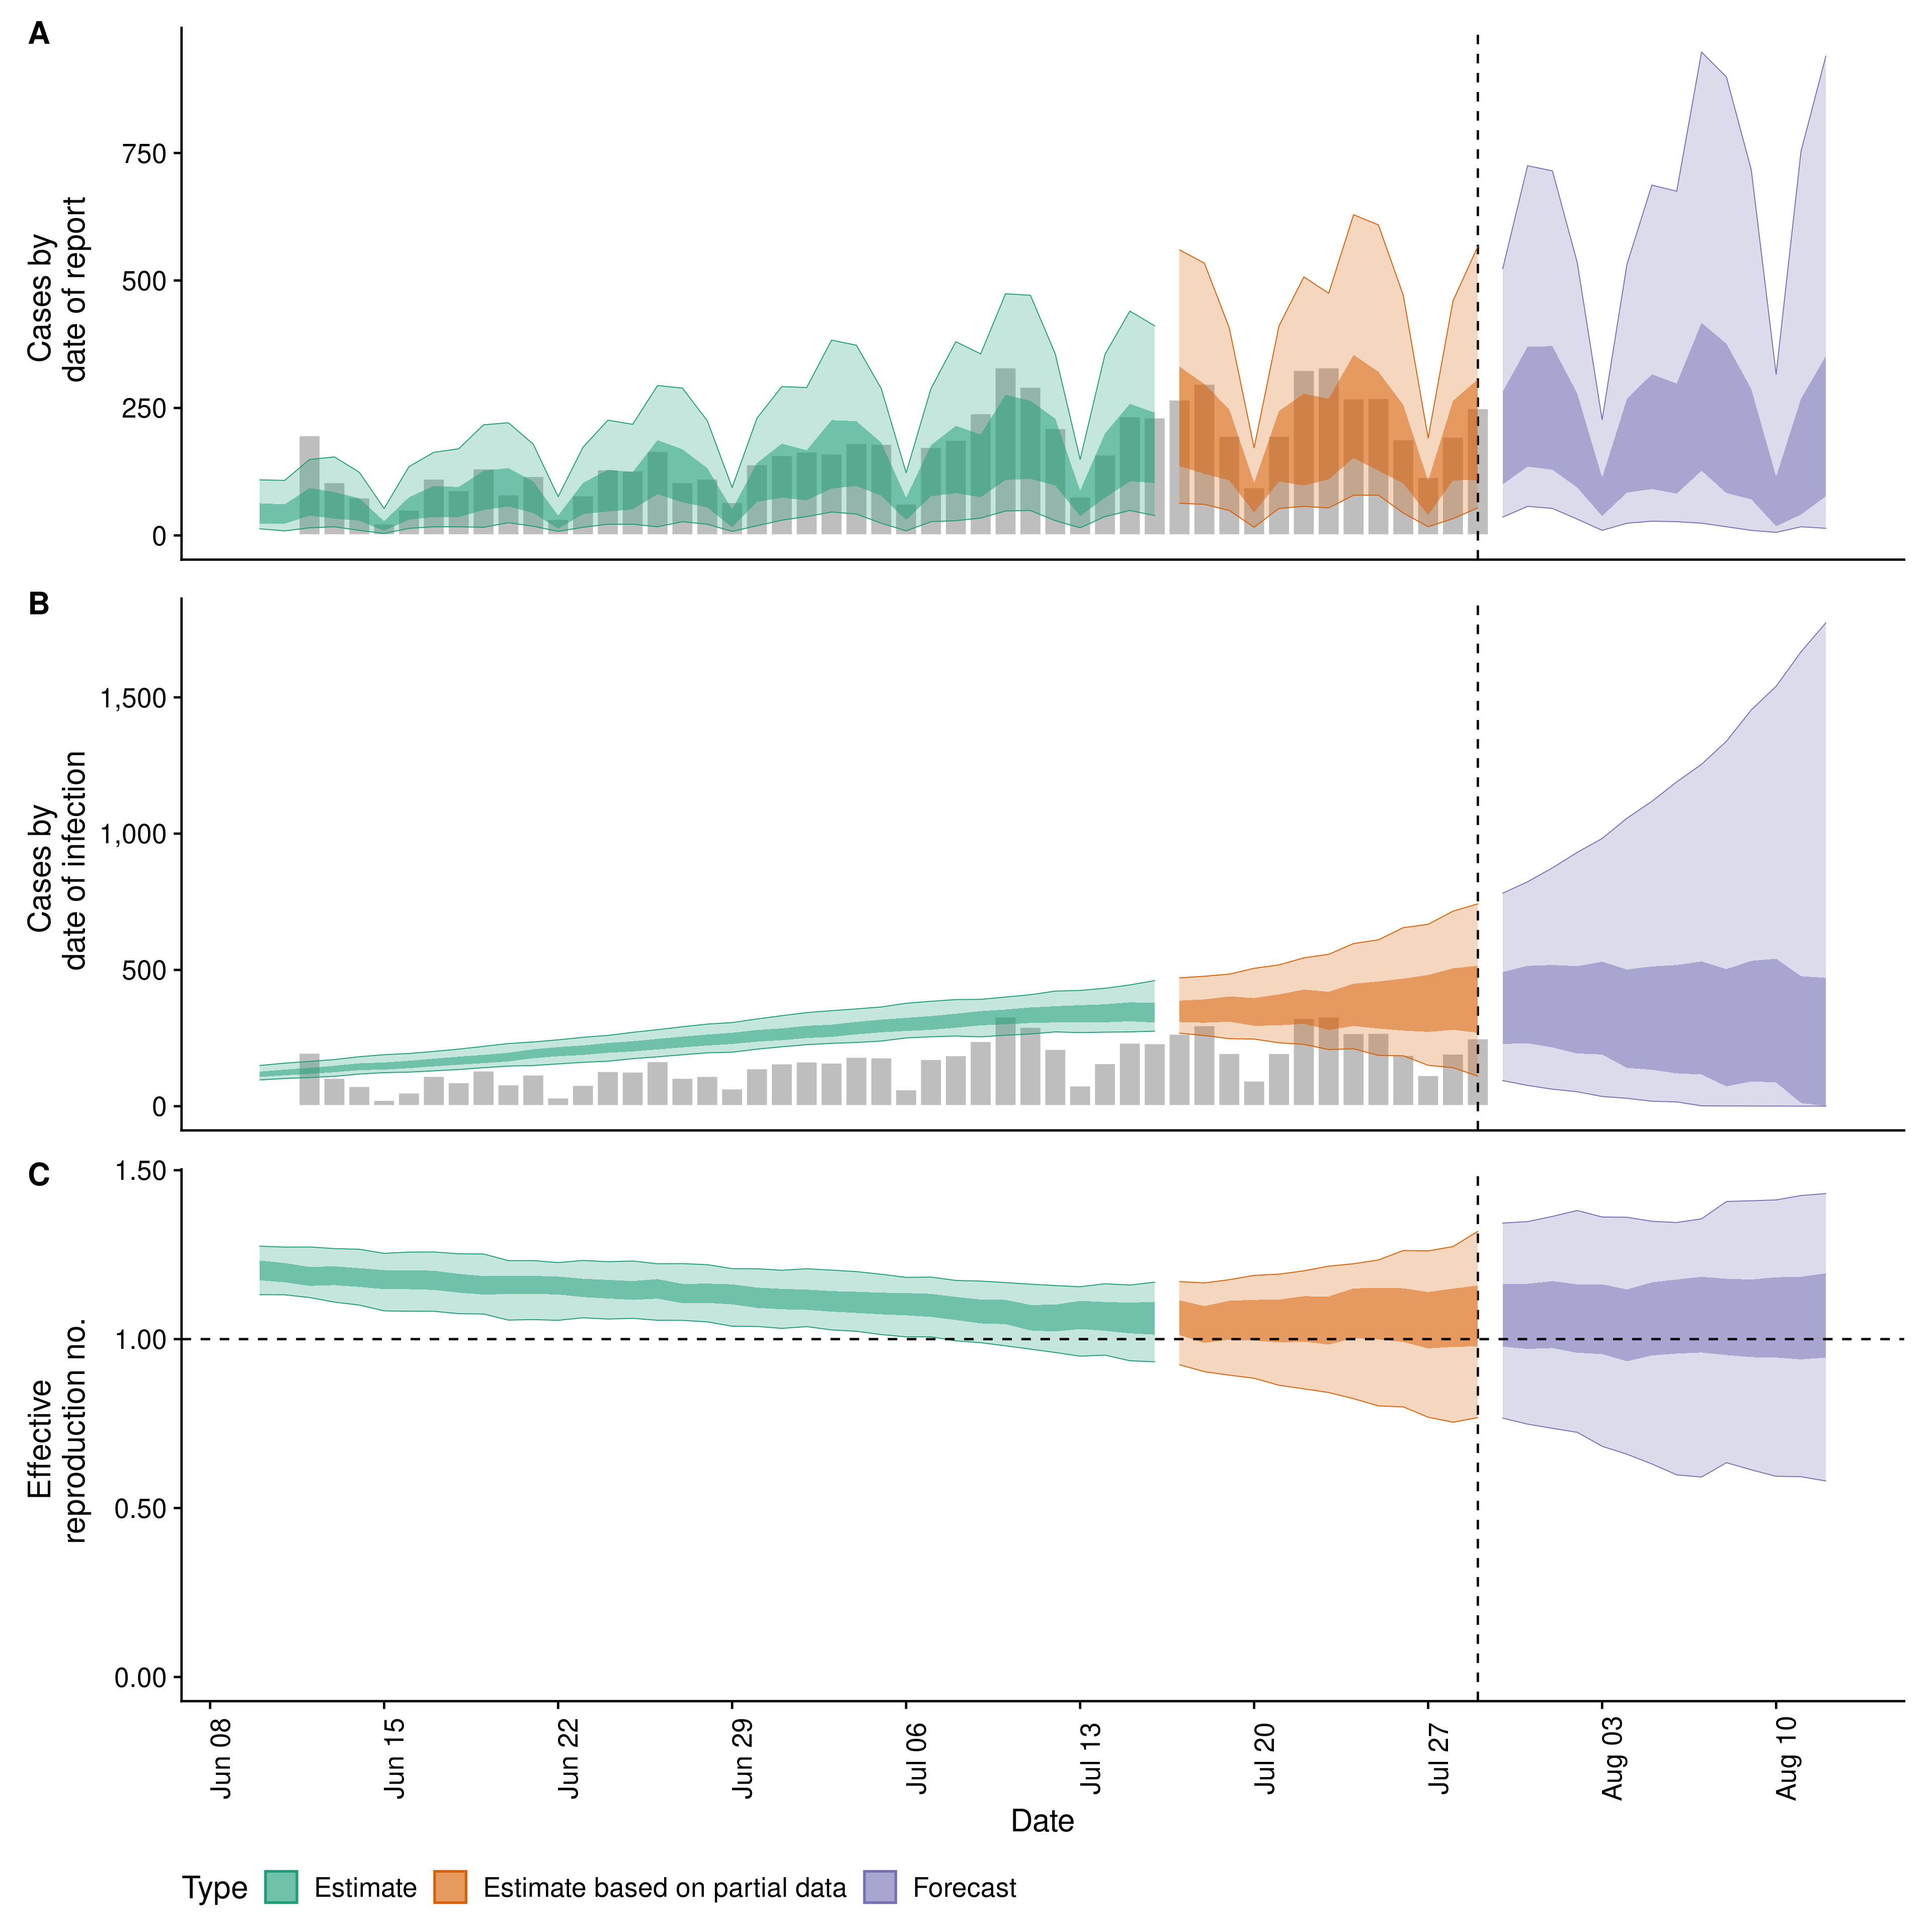 A
Cases by
date of report
750
500
250
0
B
Cases by
date of infection
1,500
1,000
500
0
C
Effective
reproduction no.
1.50
1.00
0.50
0.00
Jun 08
Jun 15
Jun 22
Jun 29
Jul 06
Jul 13
Jul 20
Jul 27
Aug 03
Aug 10
Date
Type Estimate Estimate based on partial data Forecast